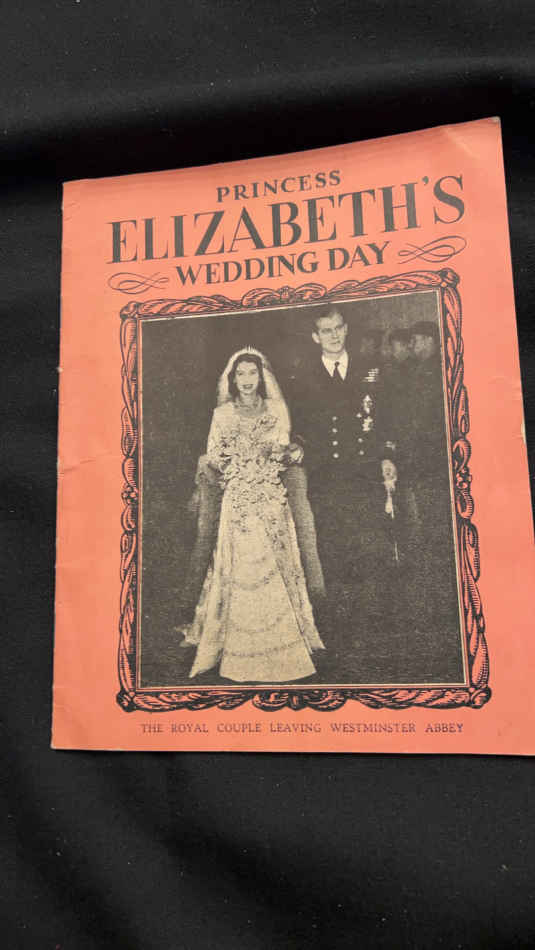 PRINCESS
ELIZABETH'S
WEDDING DAY
THE ROYAL COUPLE LEAVING WESTMINSTER ABBEY